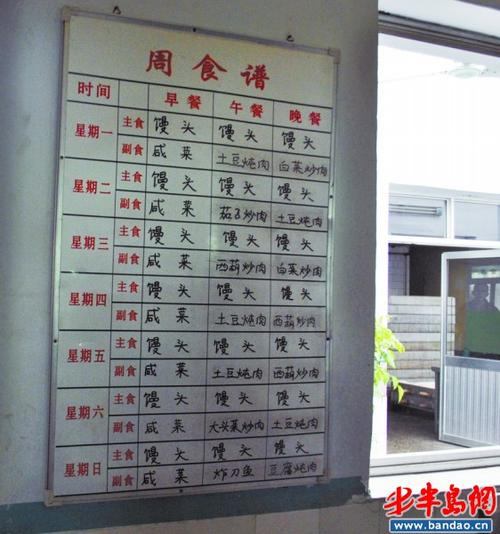 周食谱
时间 早餐 午餐 晚餐
星期一 主食 馒头 馒头 馒头
副食 咸菜 土豆炖肉 白菜炒肉
星期二 主食 馒头 馒头 馒头
副食 咸菜 茄子炒肉 土豆炖肉
星期三 主食 馒头 馒头 馒头
副食 咸菜 西葫炒肉 白菜炒肉
星期四 主食 馒头 馒头 馒头
副食 咸菜 土豆炖肉 西葫炒肉
星期五 主食 馒头 馒头 馒头
副食 咸菜 土豆炖肉 西葫炒肉
星期六 主食 馒头 馒头 馒头
副食 咸菜 大头菜炒肉 土豆炖肉
星期日 主食 馒头 馒头 馒头
副食 咸菜 炸刀鱼 豆腐炖肉
半岛网
www.bandao.cn